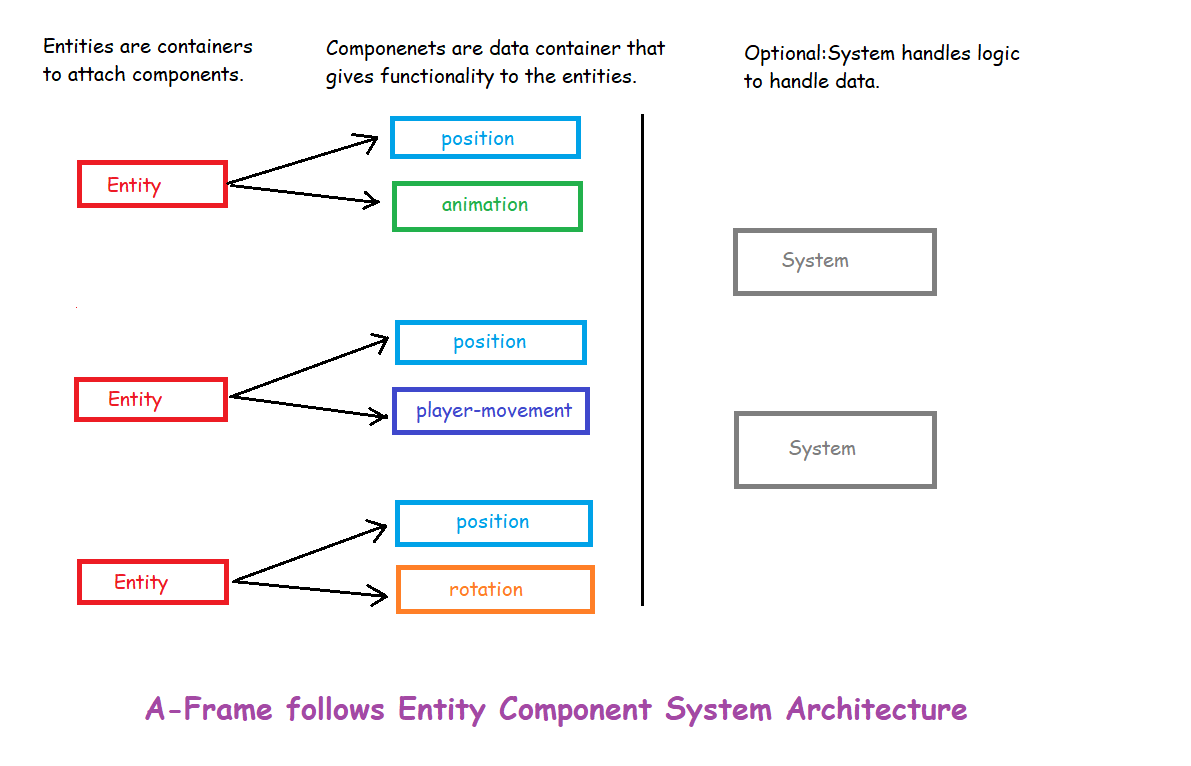 Entities are containers
to attach components.
Componenets are data container that
gives functionality to the entities.
Optional:System handles logic
to handle data.
Entity
position
animation
System
Entity
position
player-movement
System
Entity
position
rotation
A-Frame follows Entity Component System Architecture